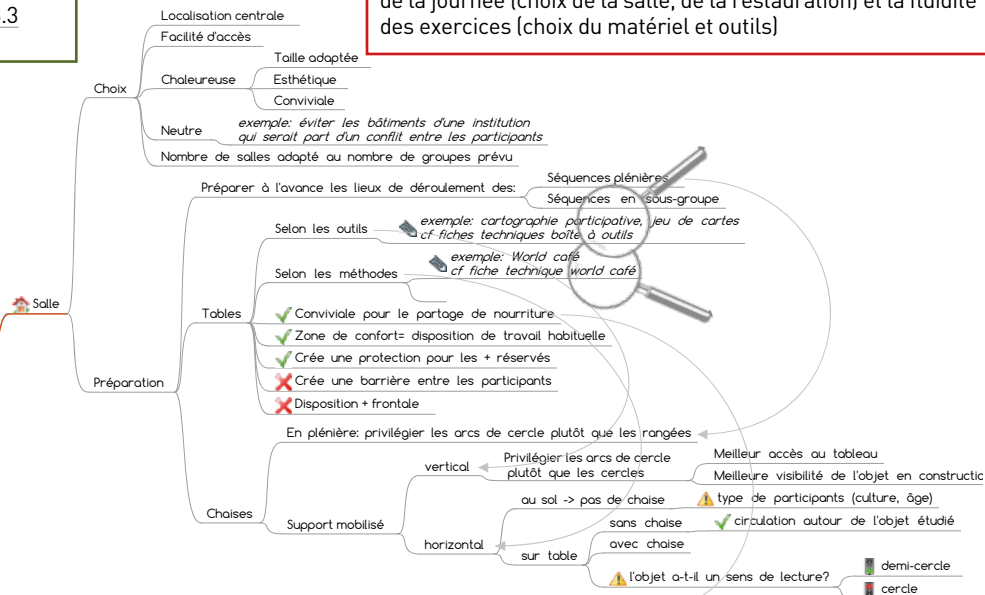 .3
de la journée (choix de la salle, de la restauration) et la fluidité
des exercices (choix du matériel et outils)
Salle
Choix
Localisation centrale
Facilité d'accès
Chaleureuse
Taille adaptée
Esthétique
Conviviale
Neutre
exemple: éviter les bâtiments d'une institution
qui serait part d'un conflit entre les participants
Nombre de salles adapté au nombre de groupes prévu
Préparation
Préparer à l'avance les lieux de déroulement des:
Séquences plénières
Séquences en sous-groupe
Tables
Selon les outils
exemple: cartographie participative, jeu de cartes
cf fiches techniques boîte à outils
Selon les méthodes
exemple: World café
cf fiche technique world café
Conviviale pour le partage de nourriture
Zone de confort= disposition de travail habituelle
Crée une protection pour les + réservés
Crée une barrière entre les participants
Disposition + frontale
Chaises
En plénière: privilégier les arcs de cercle plutôt que les rangées
Support mobilisé
vertical
Privilégier les arcs de cercle
plutôt que les cercles
Meilleur accès au tableau
Meilleure visibilité de l'objet en constructio
horizontal
au sol -> pas de chaise
type de participants (culture, âge)
sur table
sans chaise
circulation autour de l'objet étudié
avec chaise
l'objet a-t-il un sens de lecture?
demi-cercle
cercle